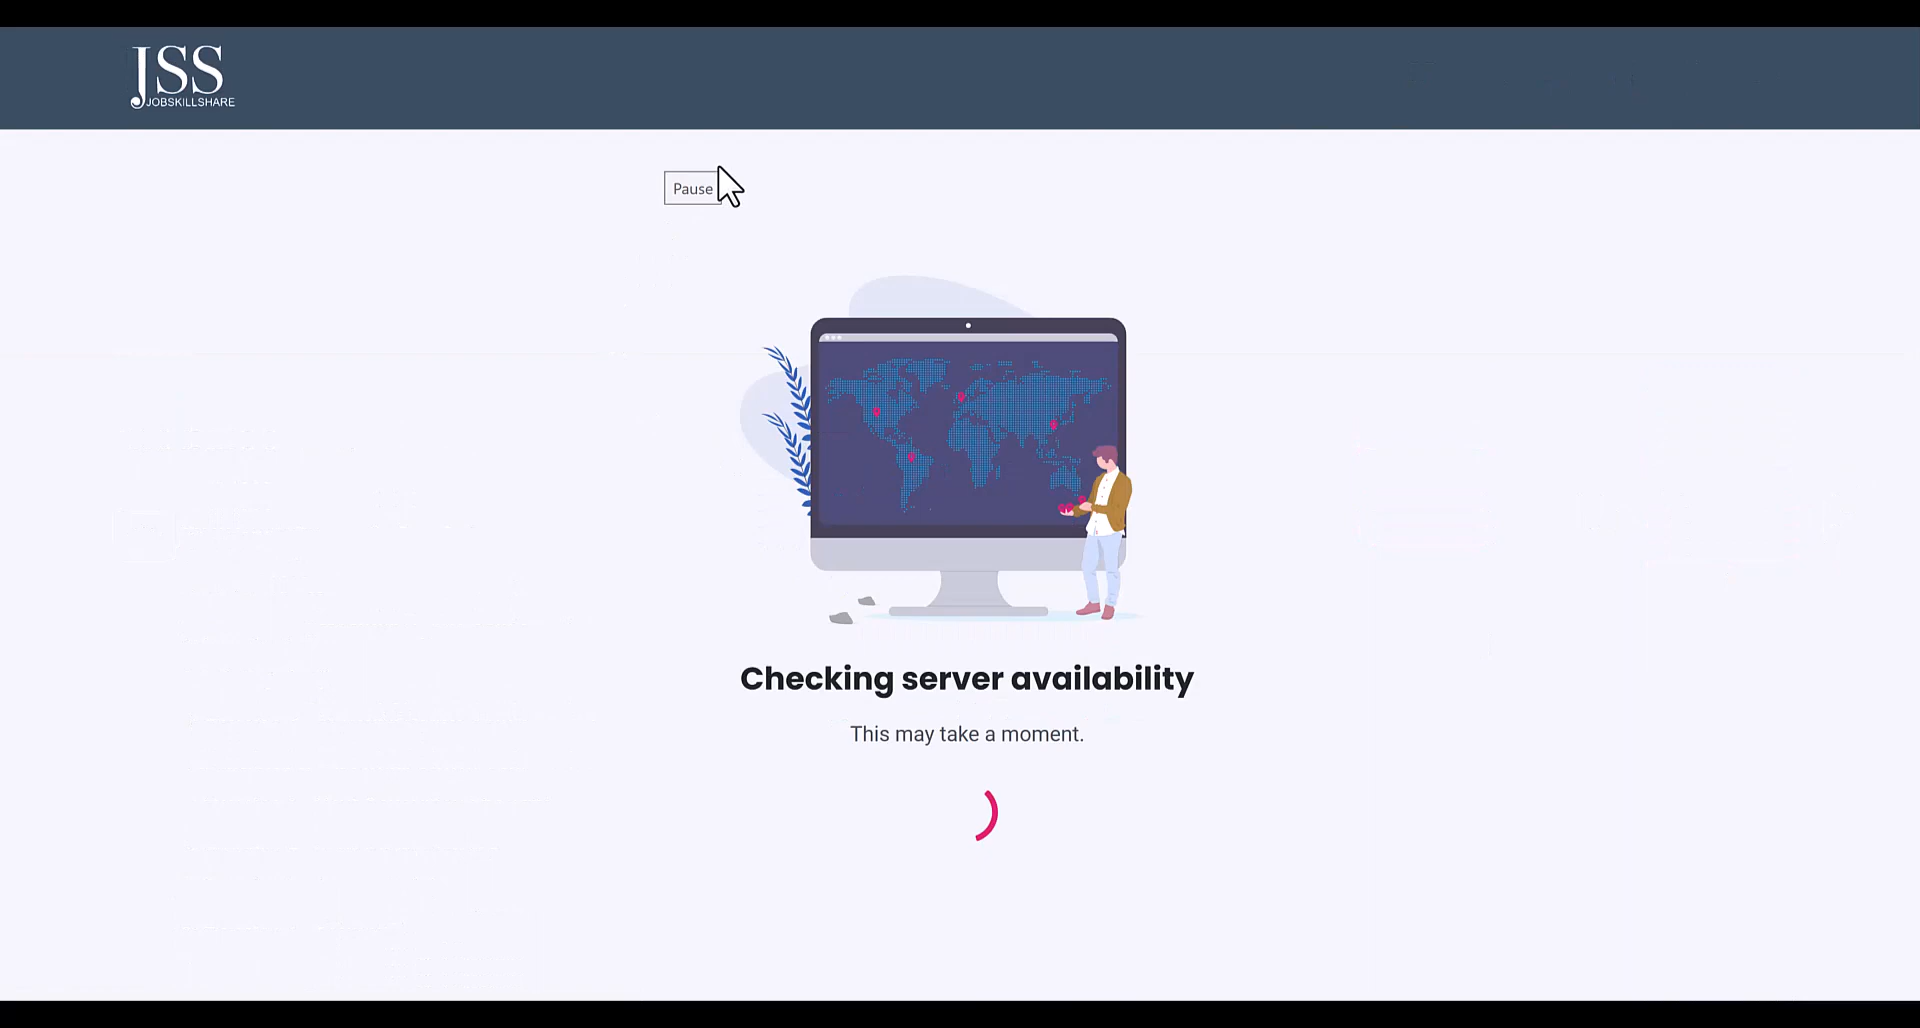 JSS
JOBSKILLSHARE
Pause
Checking server availability
This may take a moment.